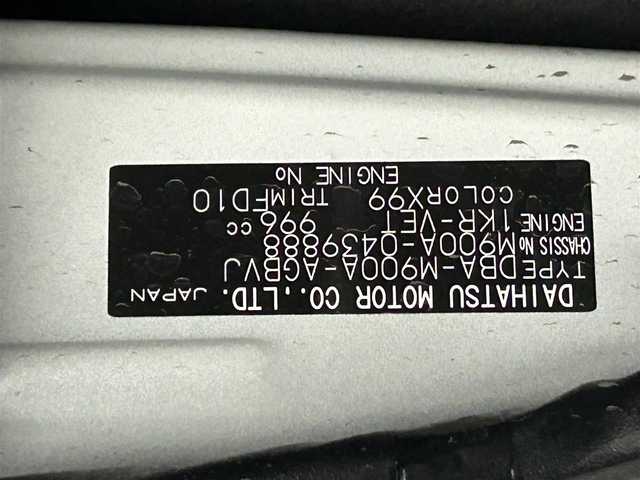 DAIHATSU MOTOR CO.,LTD. JAPAN
TYPE DBA-M900A-AGBVJ
CHASSIS No M900A-0439888
ENGINE 1KR-VET 996 cc
COLOR X99 TRIM FD10
ENGINE No